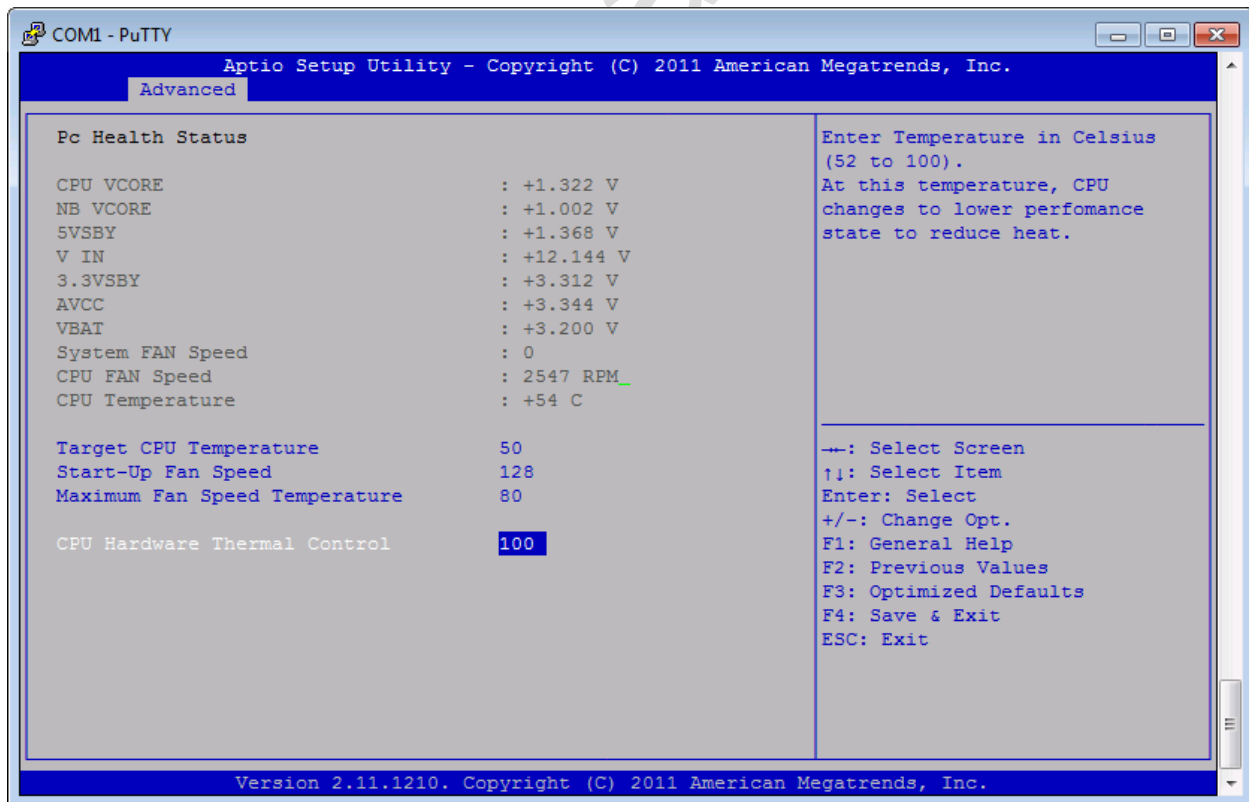 COM1 - PuTTY
Aptio Setup Utility - Copyright (C) 2011 American Megatrends, Inc.
Advanced
Pc Health Status
CPU VCORE : +1.322 V
NB VCORE : +1.002 V
5VSBY : +1.368 V
V IN : +12.144 V
3.3VSBY : +3.312 V
AVCC : +3.344 V
VBAT : +3.200 V
System FAN Speed : 0
CPU FAN Speed : 2547 RPM_
CPU Temperature : +54 C
Target CPU Temperature 50
Start-Up Fan Speed 128
Maximum Fan Speed Temperature 80
CPU Hardware Thermal Control 100
Enter Temperature in Celsius
(52 to 100).
At this temperature, CPU
changes to lower perfomance
state to reduce heat.
→←: Select Screen
↑↓: Select Item
Enter: Select
+/-: Change Opt.
F1: General Help
F2: Previous Values
F3: Optimized Defaults
F4: Save & Exit
ESC: Exit
Version 2.11.1210. Copyright (C) 2011 American Megatrends, Inc.